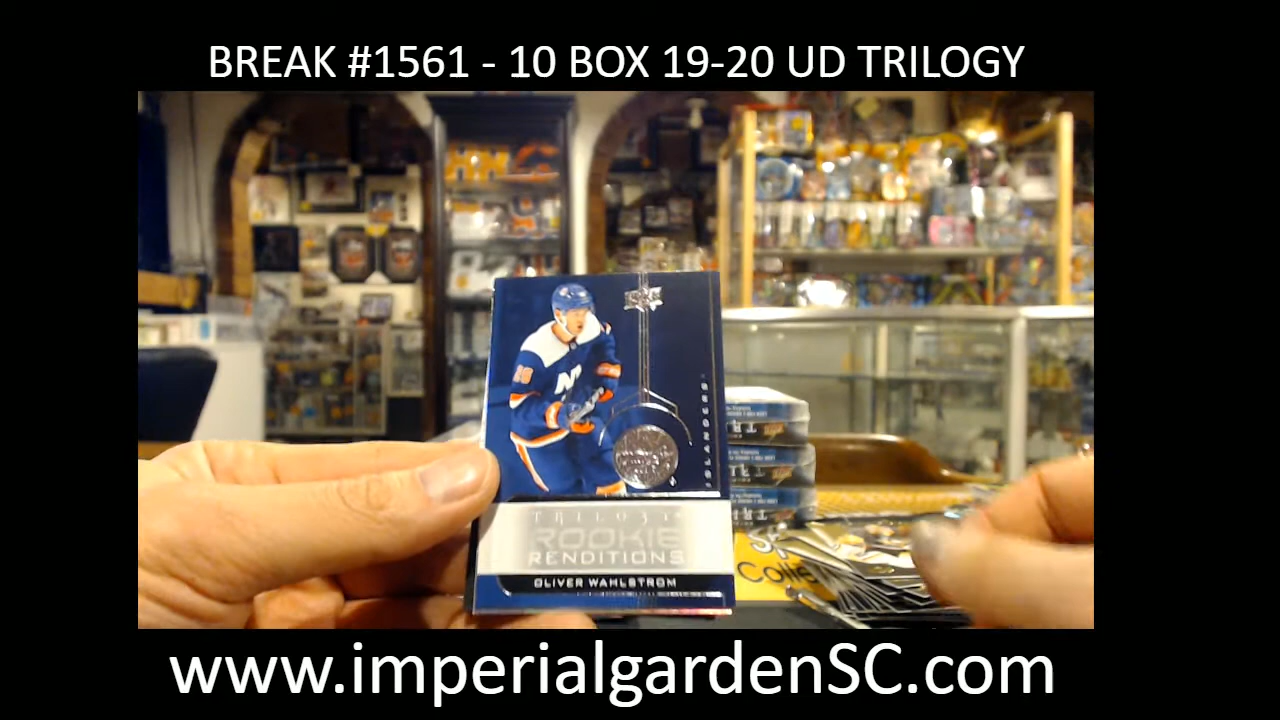 BREAK #1561 - 10 BOX 19-20 UD TRILOGY
ISLANDERS
TRILOGY
ROOKIE
RENDITIONS
OLIVER WAHLSTROM
www.imperialgardenSC.com